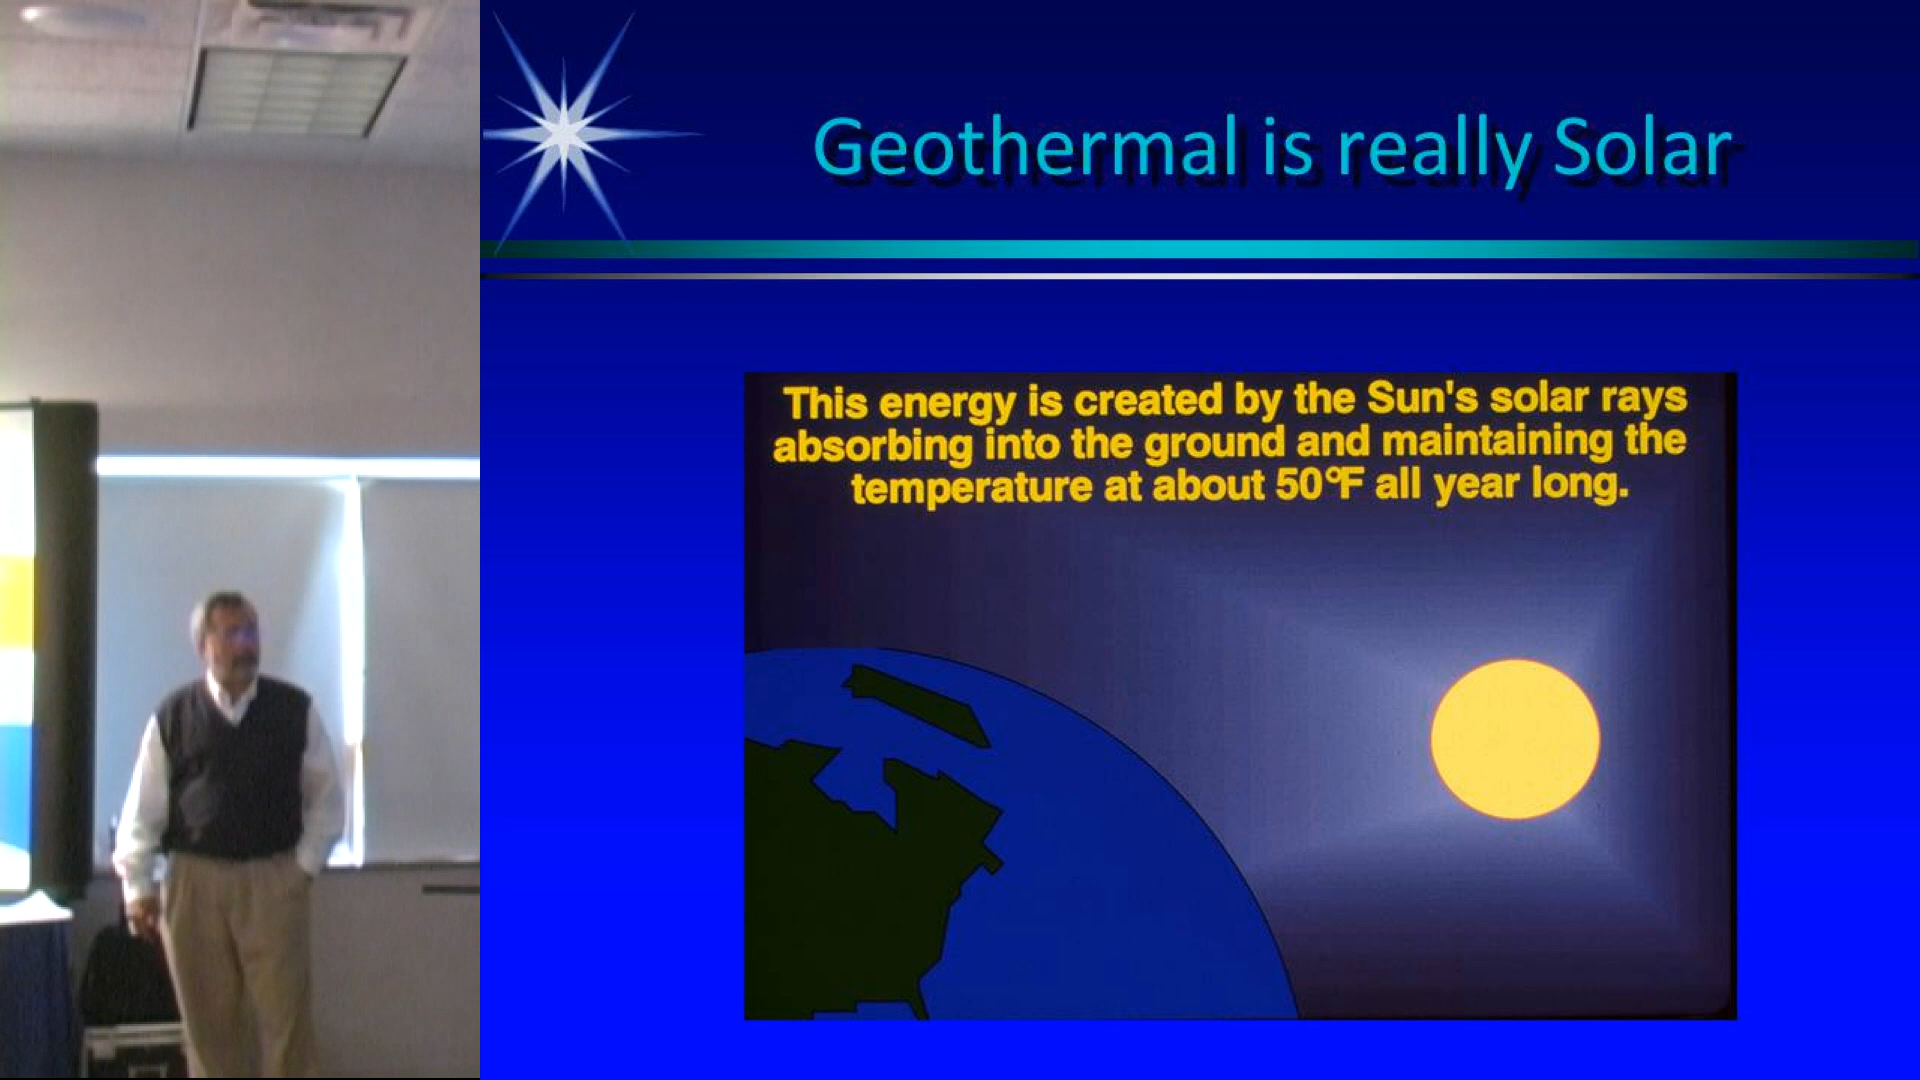 Geothermal is really Solar
This energy is created by the Sun's solar rays
absorbing into the ground and maintaining the
temperature at about 50°F all year long.